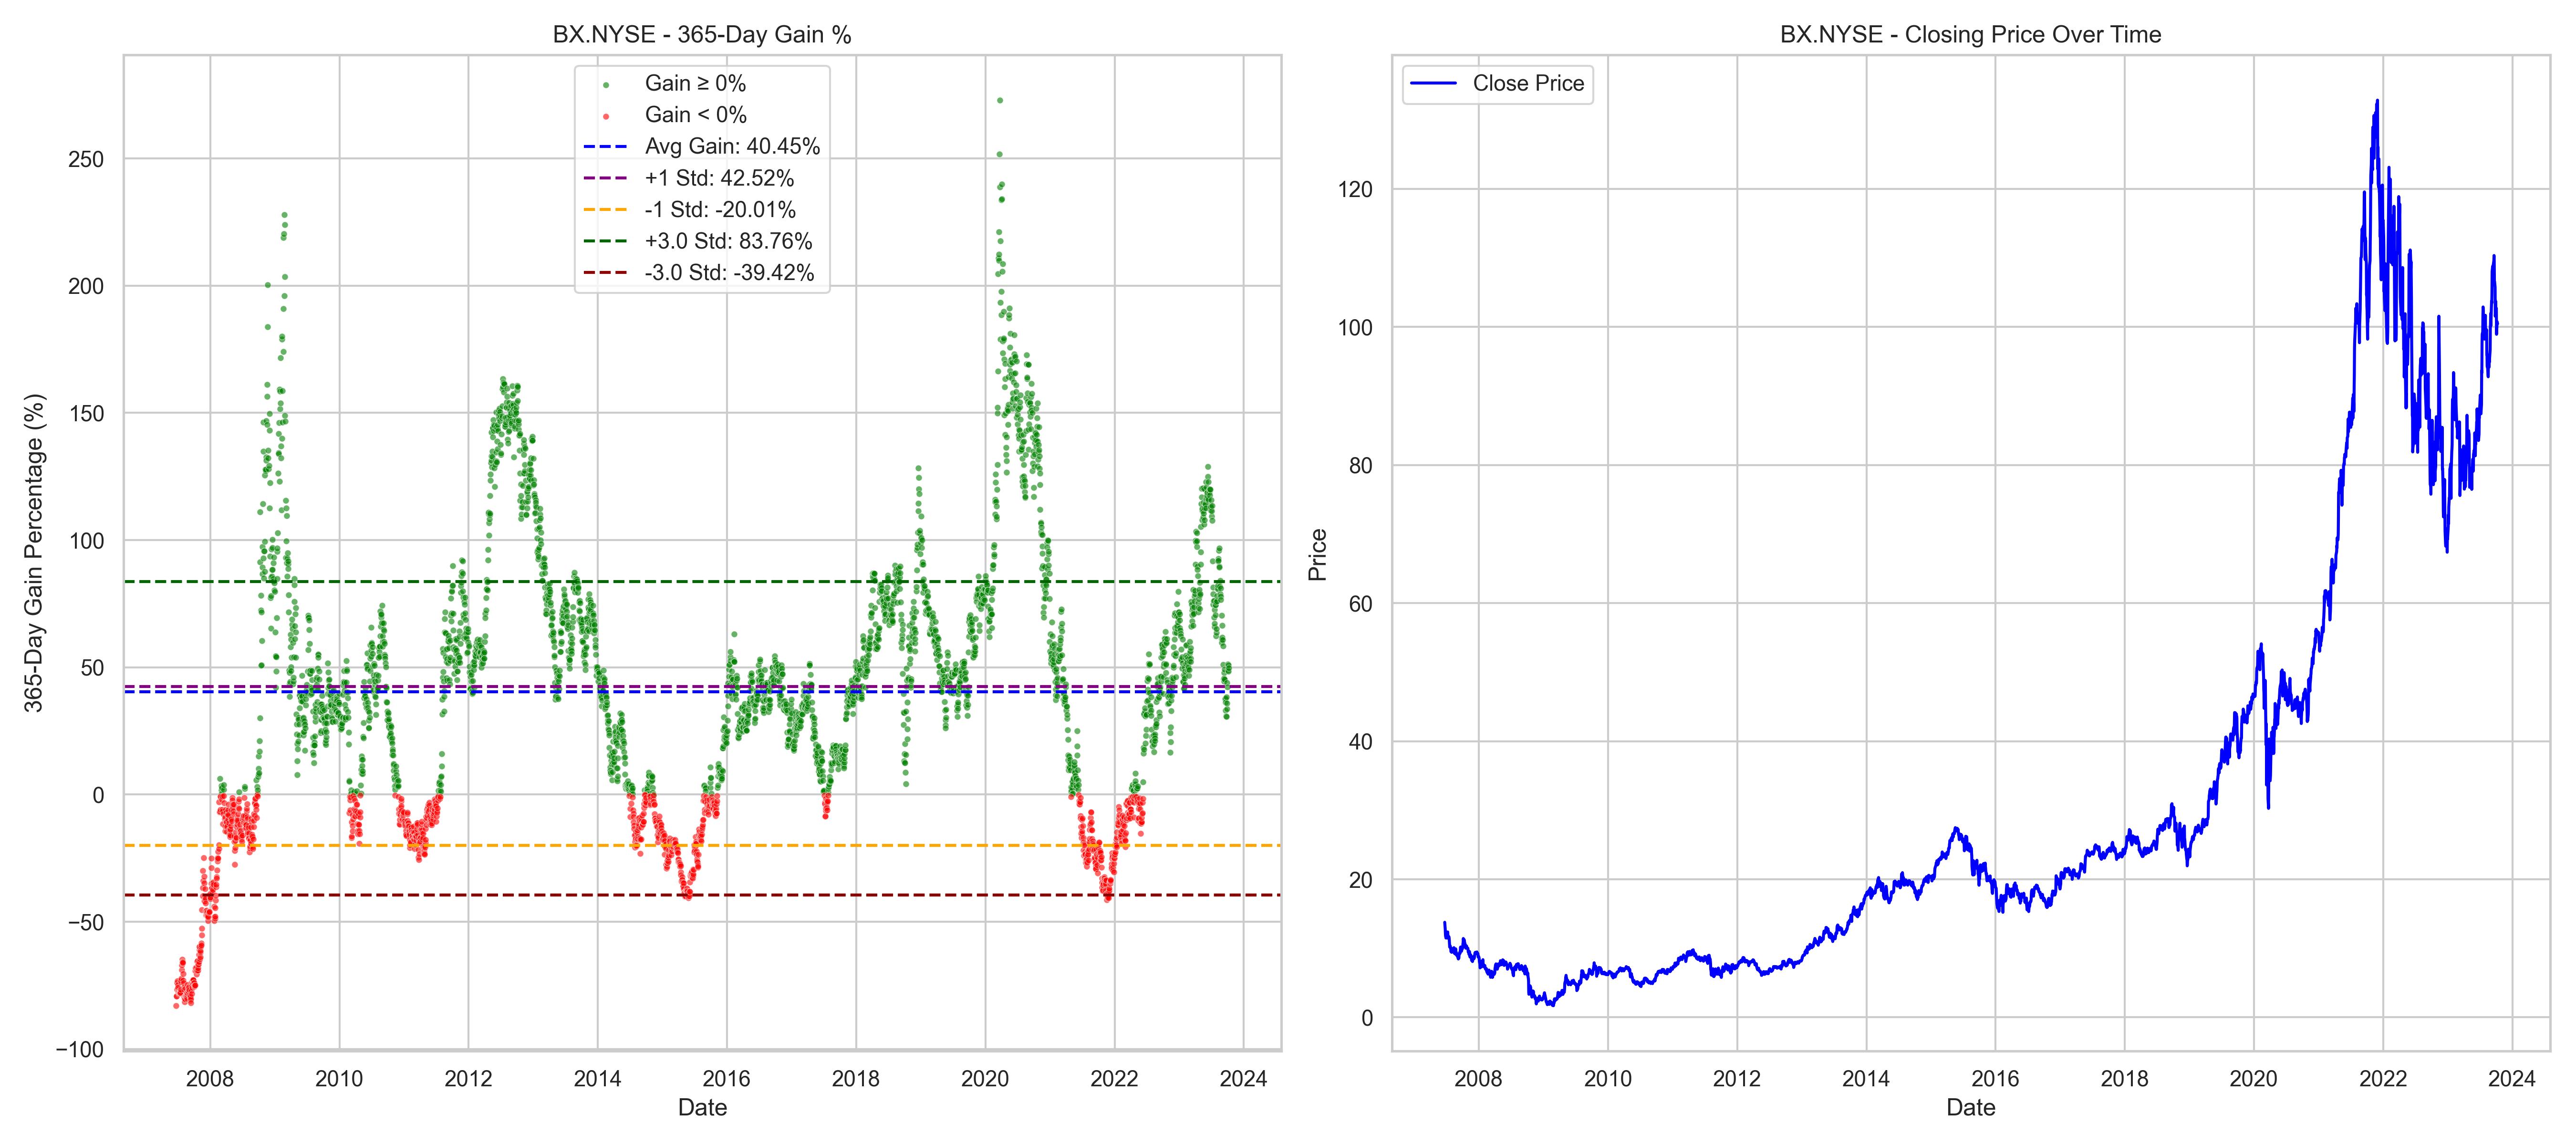 BX.NYSE - 365-Day Gain %
Gain ≥ 0%
Gain < 0%
Avg Gain: 40.45%
+1 Std: 42.52%
-1 Std: -20.01%
+3.0 Std: 83.76%
-3.0 Std: -39.42%
365-Day Gain Percentage (%)
250
200
150
100
50
0
−50
−100
2008 2010 2012 2014 2016 2018 2020 2022 2024
Date
BX.NYSE - Closing Price Over Time
Close Price
Price
120
100
80
60
40
20
0
2008 2010 2012 2014 2016 2018 2020 2022 2024
Date